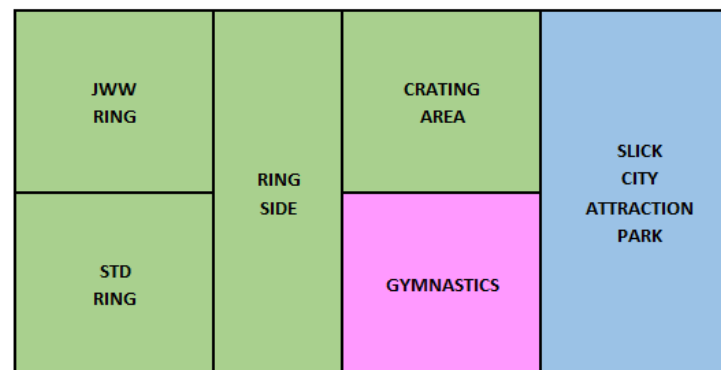 JWW
RING
RING
SIDE
CRATING
AREA
SLICK
CITY
ATTRACTION
PARK
STD
RING
GYMNASTICS